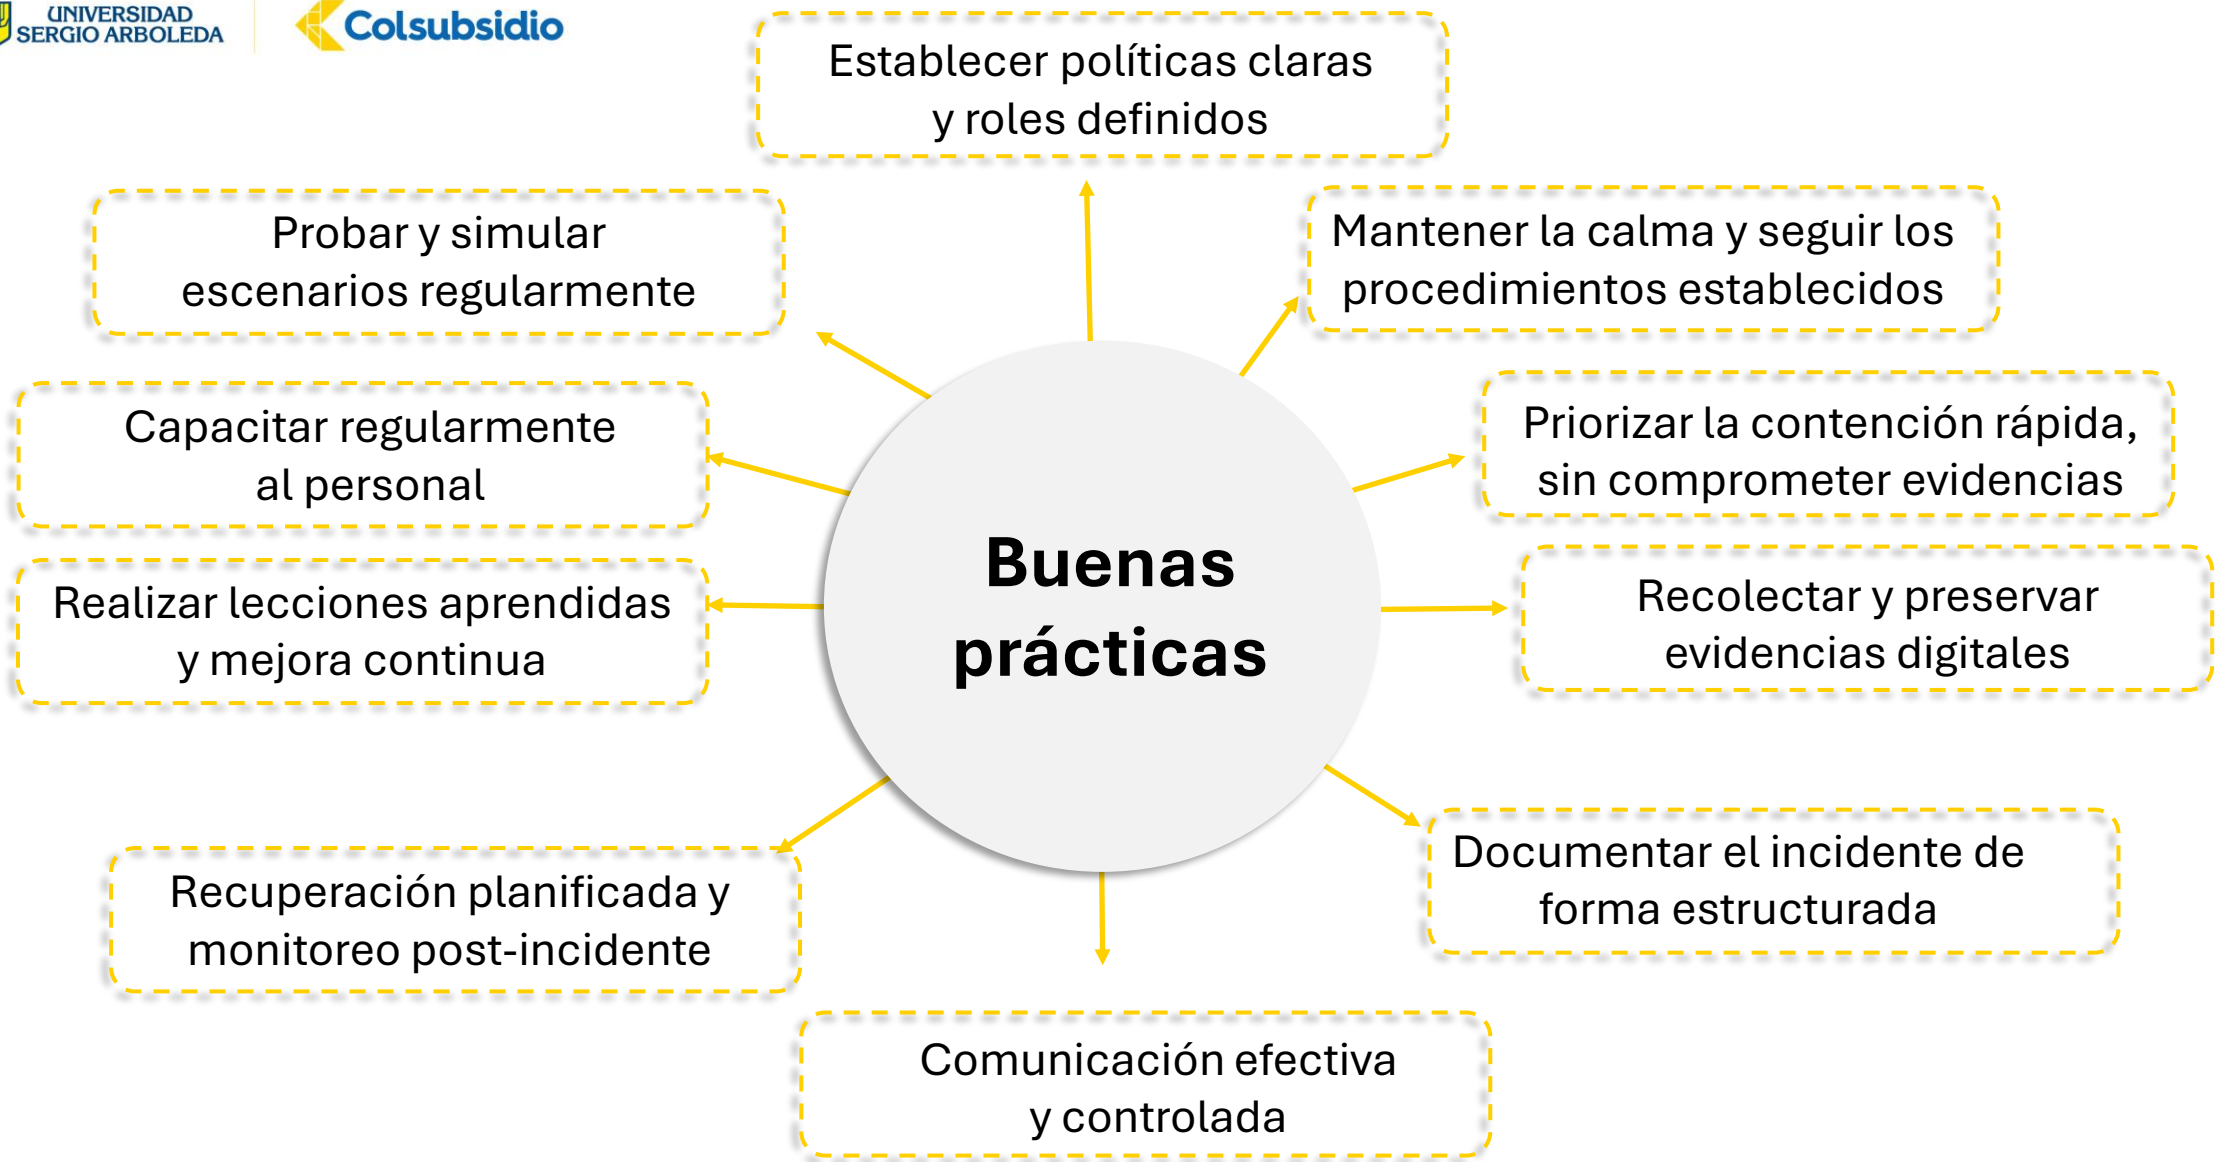 UNIVERSIDAD
SERGIO ARBOLEDA
Colsubsidio
Establecer políticas claras
y roles definidos
Mantener la calma y seguir los
procedimientos establecidos
Priorizar la contención rápida,
sin comprometer evidencias
Recolectar y preservar
evidencias digitales
Documentar el incidente de
forma estructurada
Comunicación efectiva
y controlada
Recuperación planificada y
monitoreo post-incidente
Realizar lecciones aprendidas
y mejora continua
Capacitar regularmente
al personal
Probar y simular
escenarios regularmente
Buenas
prácticas